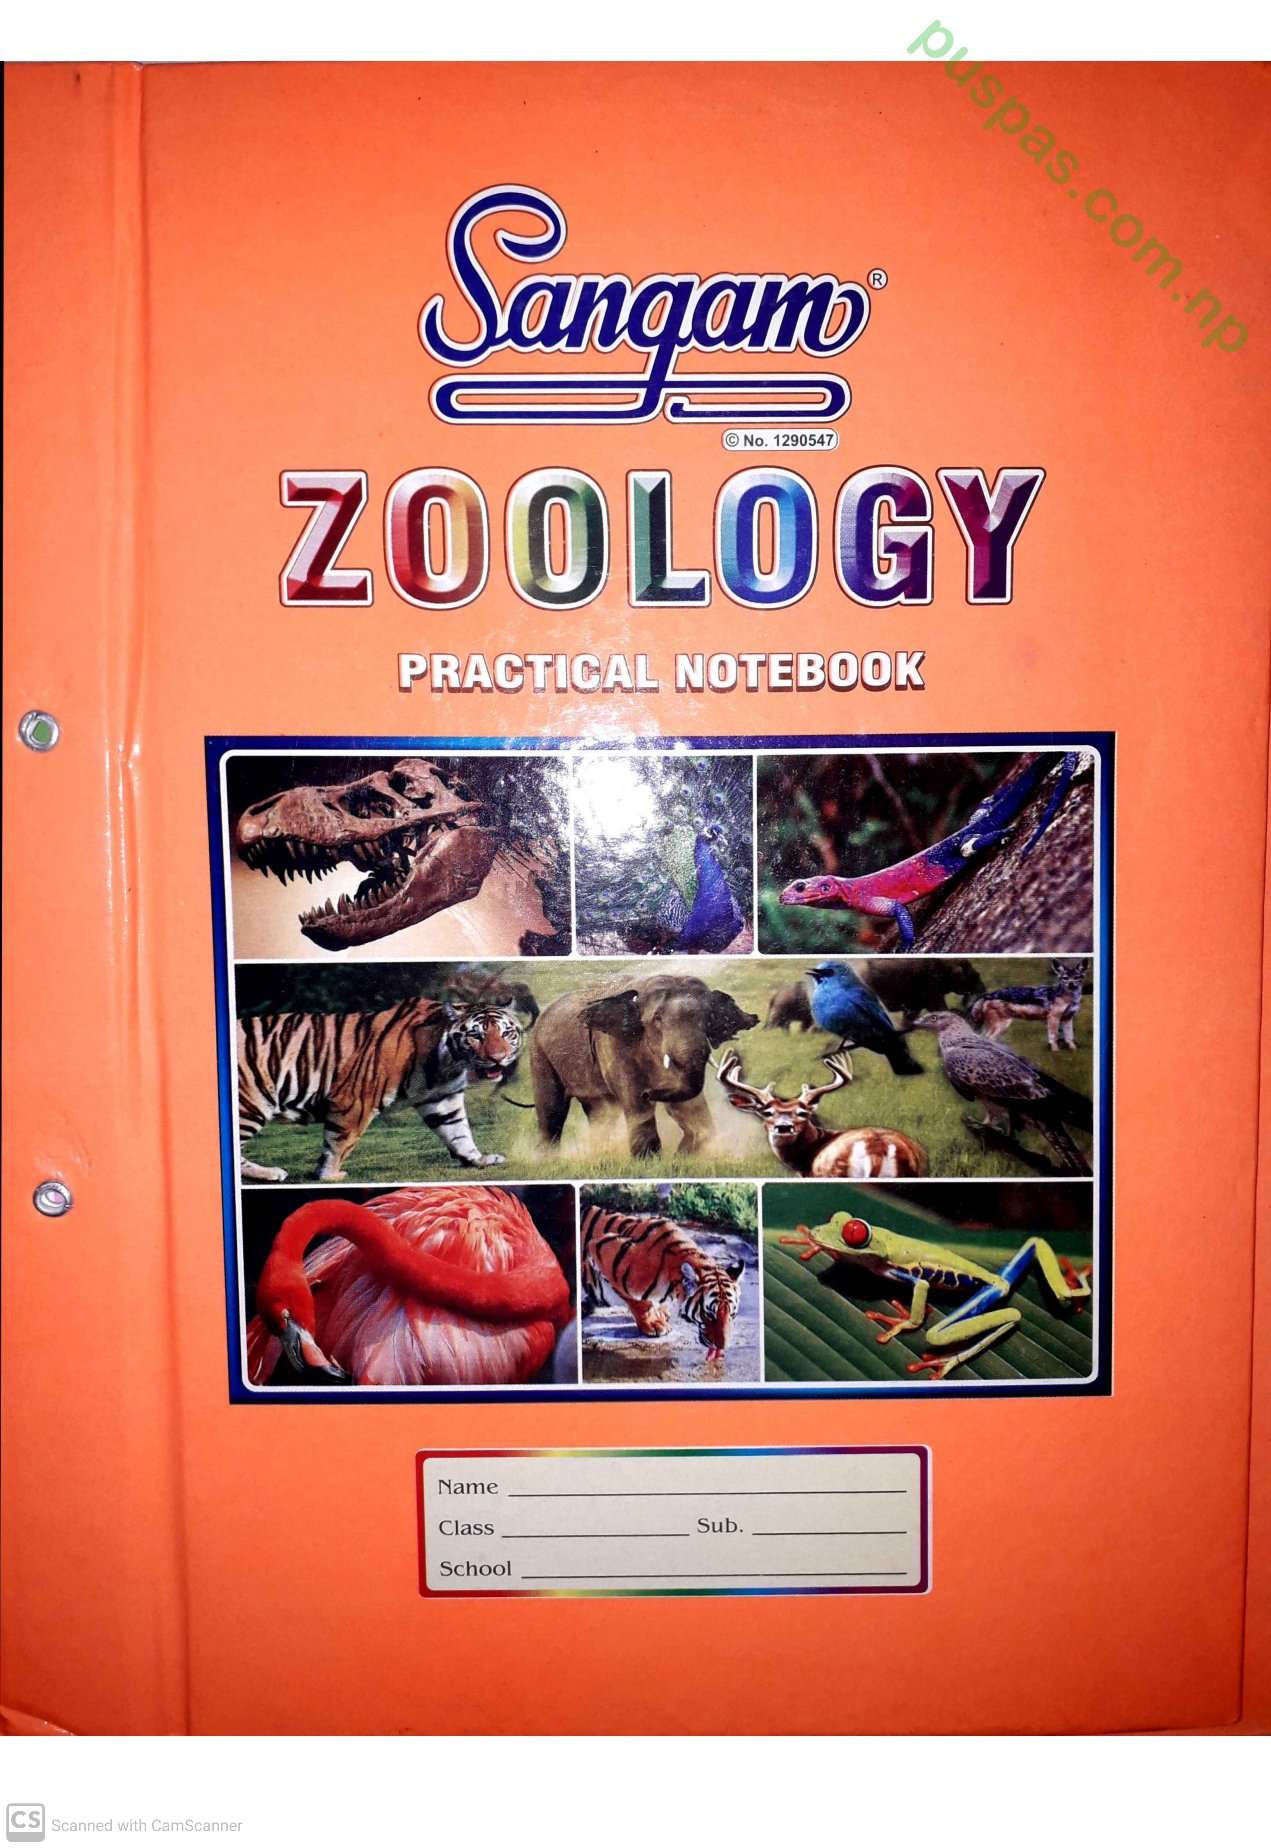 puspas.com.np
Sangam ®
© No. 1290547
ZOOLOGY
PRACTICAL NOTEBOOK
Name
Class Sub.
School
CS Scanned with CamScanner